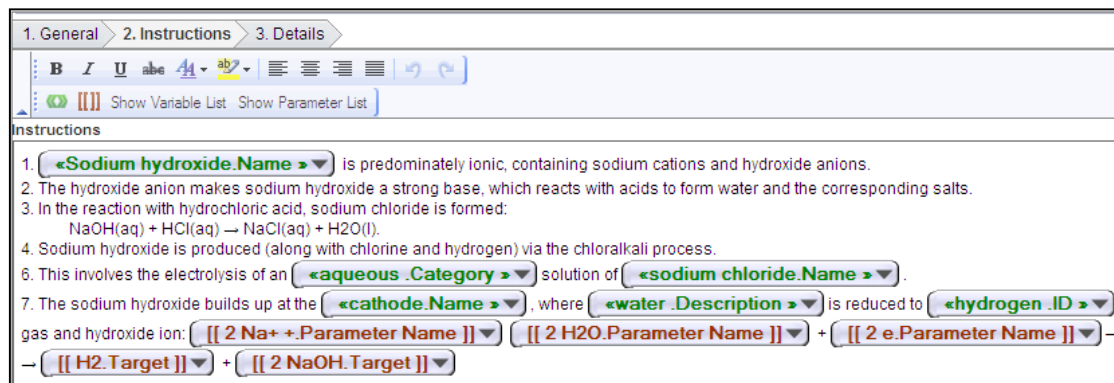 1. General 2. Instructions 3. Details
B I U abc A ab
[[]] Show Variable List Show Parameter List
Instructions
1. «Sodium hydroxide.Name » is predominately ionic, containing sodium cations and hydroxide anions.
2. The hydroxide anion makes sodium hydroxide a strong base, which reacts with acids to form water and the corresponding salts.
3. In the reaction with hydrochloric acid, sodium chloride is formed:
NaOH(aq) + HCl(aq) → NaCl(aq) + H2O(l).
4. Sodium hydroxide is produced (along with chlorine and hydrogen) via the chloralkali process.
6. This involves the electrolysis of an «aqueous .Category » solution of «sodium chloride.Name » .
7. The sodium hydroxide builds up at the «cathode.Name » , where «water .Description » is reduced to «hydrogen .ID »
gas and hydroxide ion: [[ 2 Na+ +.Parameter Name ]] [[ 2 H2O.Parameter Name ]] + [[ 2 e.Parameter Name ]] –
→ [[ H2.Target ]] + [[ 2 NaOH.Target ]]